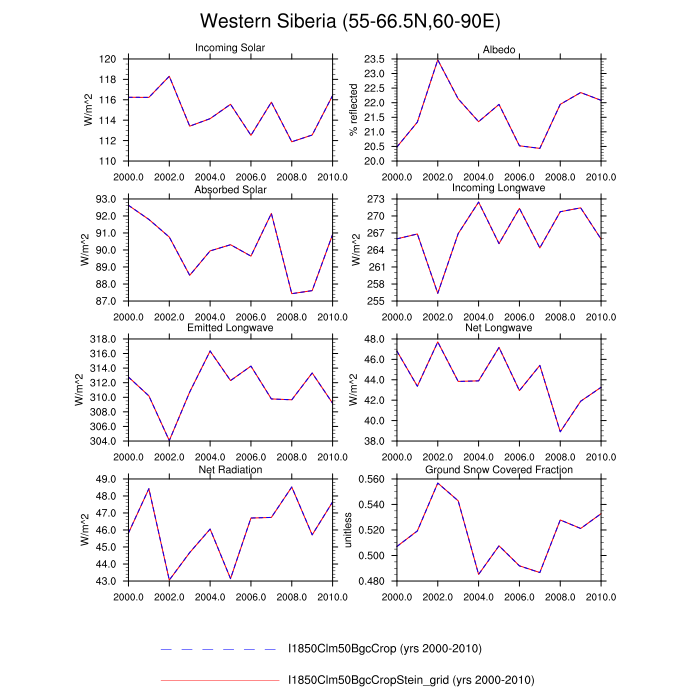 Western Siberia (55-66.5N,60-90E)
Incoming Solar
120
118
116
114
112
110
W/m^2
2000.0 2002.0 2004.0 2006.0 2008.0 2010.0
Albedo
23.5
23.0
22.5
22.0
21.5
21.0
20.5
20.0
% reflected
2000.0 2002.0 2004.0 2006.0 2008.0 2010.0
Absorbed Solar
93.0
92.0
91.0
90.0
89.0
88.0
87.0
W/m^2
2000.0 2002.0 2004.0 2006.0 2008.0 2010.0
Incoming Longwave
273
270
267
264
261
258
255
W/m^2
2000.0 2002.0 2004.0 2006.0 2008.0 2010.0
Emitted Longwave
318.0
316.0
314.0
312.0
310.0
308.0
306.0
304.0
W/m^2
2000.0 2002.0 2004.0 2006.0 2008.0 2010.0
Net Longwave
48.0
46.0
44.0
42.0
40.0
38.0
W/m^2
2000.0 2002.0 2004.0 2006.0 2008.0 2010.0
Net Radiation
49.0
48.0
47.0
46.0
45.0
44.0
43.0
W/m^2
2000.0 2002.0 2004.0 2006.0 2008.0 2010.0
Ground Snow Covered Fraction
0.560
0.540
0.520
0.500
0.480
unitless
2000.0 2002.0 2004.0 2006.0 2008.0 2010.0
I1850Clm50BgcCrop (yrs 2000-2010)
I1850Clm50BgcCropStein_grid (yrs 2000-2010)